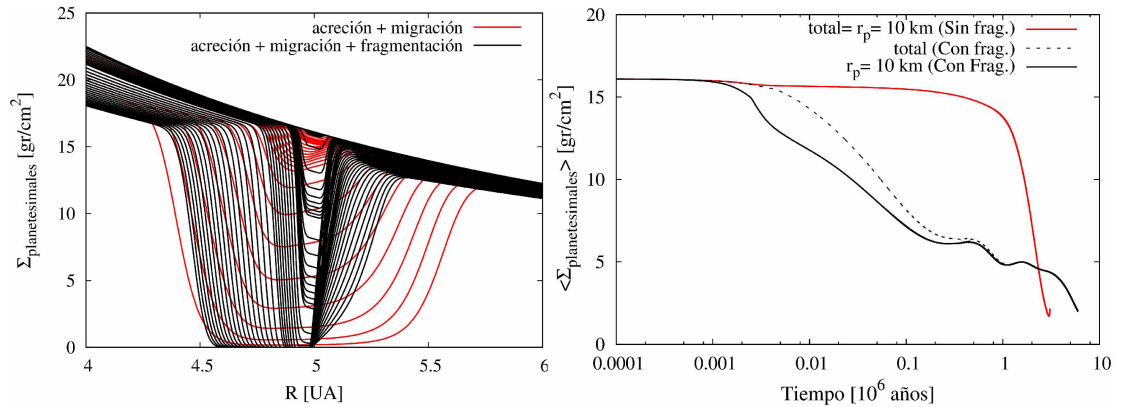 25
20
15
10
5
0
Σplanetesimales [gr/cm²]
acreción + migración
acreción + migración + fragmentación
4
4.5
5
5.5
6
R [UA]
20
15
10
5
0
<Σplanetesimales> [gr/cm²]
total= rp= 10 km (Sin frag.)
total (Con frag.)
rp= 10 km (Con Frag.)
0.0001
0.001
0.01
0.1
1
10
Tiempo [10⁶ años]